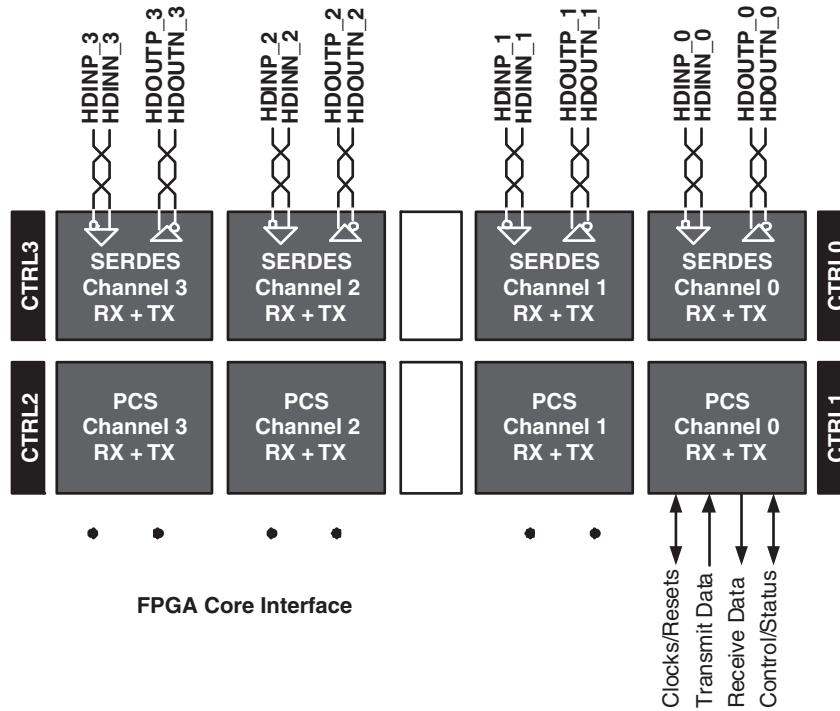 HDINP_3
HDINN_3
HDOUTP_3
HDOUTN_3
HDINP_2
HDINN_2
HDOUTP_2
HDOUTN_2
HDINP_1
HDINN_1
HDOUTP_1
HDOUTN_1
HDINP_0
HDINN_0
HDOUTP_0
HDOUTN_0
CTRL3
SERDES
Channel 3
RX + TX
SERDES
Channel 2
RX + TX
SERDES
Channel 1
RX + TX
SERDES
Channel 0
RX + TX
CTRL0
CTRL2
PCS
Channel 3
RX + TX
PCS
Channel 2
RX + TX
PCS
Channel 1
RX + TX
PCS
Channel 0
RX + TX
CTRL1
FPGA Core Interface
Clocks/Resets
Transmit Data
Receive Data
Control/Status